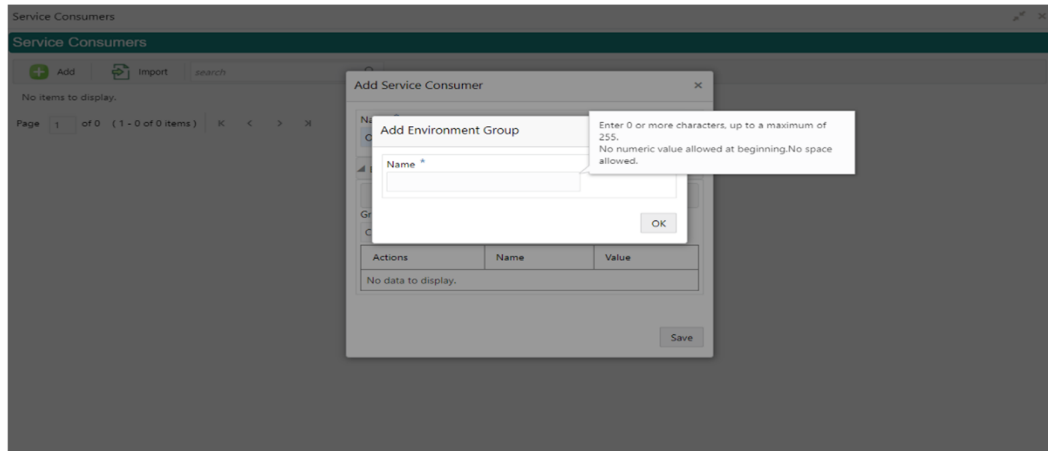 Service Consumers
Service Consumers
Add
Import
search
No items to display.
Page 1 of 0 (1 - 0 of 0 items)
Add Service Consumer
Add Environment Group
Name *
Enter 0 or more characters, up to a maximum of
255.
No numeric value allowed at beginning.No space
allowed.
OK
Actions Name Value
No data to display.
Save